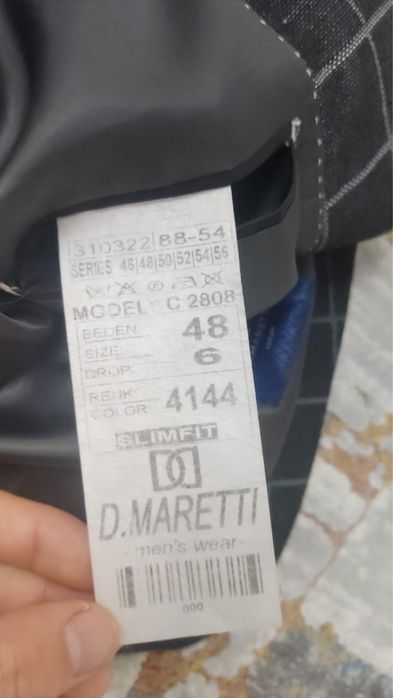 310322 88-54
SERIES 46|48|50|52|54|56
MODEL C 2808
BEDEN 48
SIZE
DROP 6
RENK 4144
COLOR
SLIMFIT
D.MARETTI
-men's wear-
000